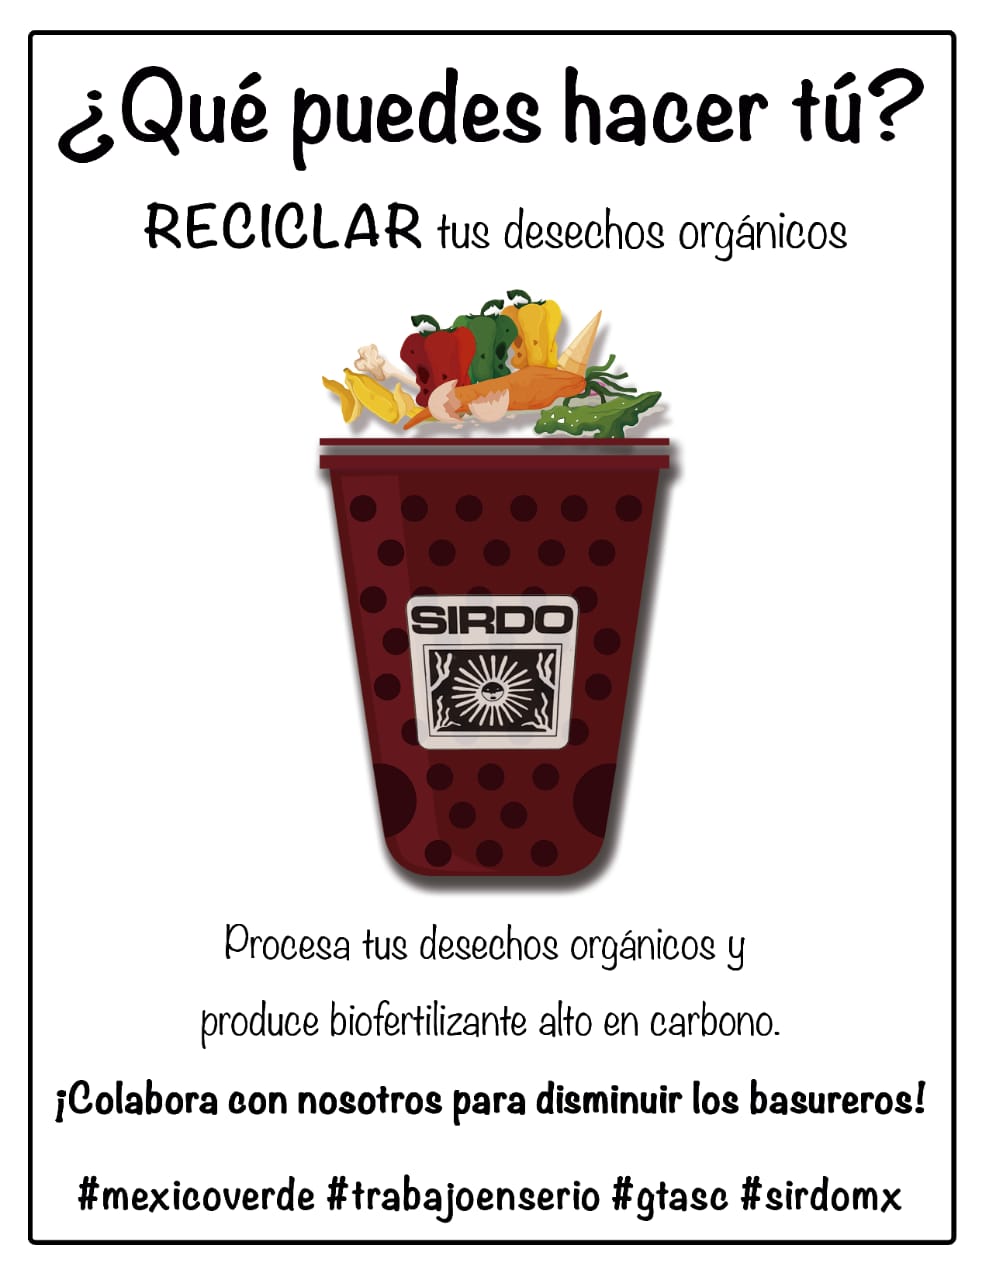 ¿Qué puedes hacer tú?
RECICLAR tus desechos orgánicos
SIRDO
Procesa tus desechos orgánicos y
produce biofertilizante alto en carbono.
¡Colabora con nosotros para disminuir los basureros!
#mexicoverde #trabajoenserio #gtasc #sirdomx